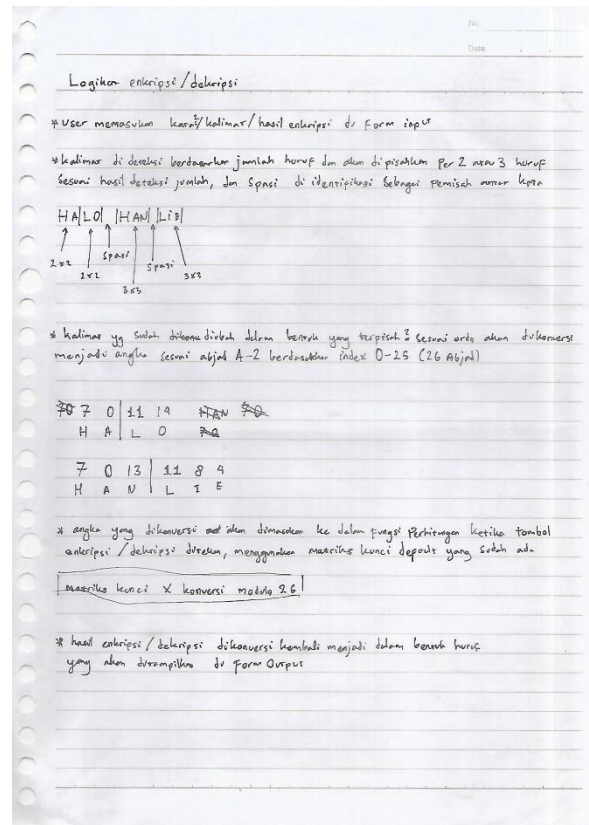 No.
Date
Logika enkripsi/dekripsi
* User memasukan kata²/kalimat/hasil enkripsi di Form input
* kalimat di deteksi berdasarkan jumlah huruf dan akan dipisahkan Per 2 atau 3 huruf
Sesuai hasil deteksi jumlah, dan Spasi di identifikasi Sebagai Pemisah antar kata
HA|LO| |HAN|LiE|
2x2 2x2 Spasi 3x3 Spasi 3x3
* kalimat yg sudah diubah dalam bentuk yang terpisah² Sesuai ordo akan dikonversi
menjadi angka sesuai abjad A-Z berdasarkan index 0-25 (26 Abjad)
7 0 | 11 14
H A | L O
7 0 13 | 11 8 4
H A N | L I E
* angka yang dikonversi akan dimasukan ke dalam Fungsi Perhitungan ketika tombol
enkripsi/dekripsi ditekan, menggunakan matriks kunci depault yang Sudah ada
matriks kunci X konversi modulo 26
* hasil enkripsi/dekripsi dikonversi kembali menjadi dalam bentuk huruf
yang akan ditampilkan di Form Output